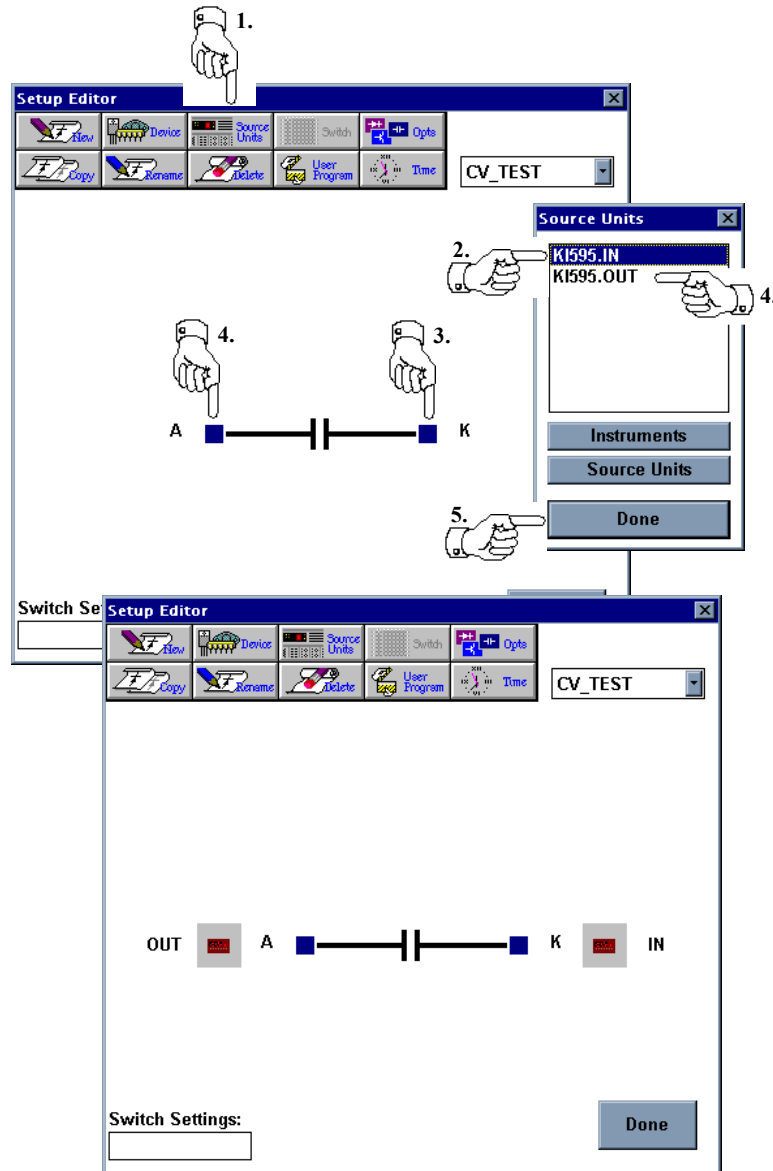 1.
Setup Editor
New Device Source Units Switch Opts
Copy Rename Delete User Program Time
CV_TEST
Source Units
2.
KI595.IN
KI595.OUT
4.
4.
3.
A
K
Instruments
Source Units
5.
Done
Switch Se
Setup Editor
New Device Source Units Switch Opts
Copy Rename Delete User Program Time
CV_TEST
OUT
A
K
IN
Switch Settings:
Done